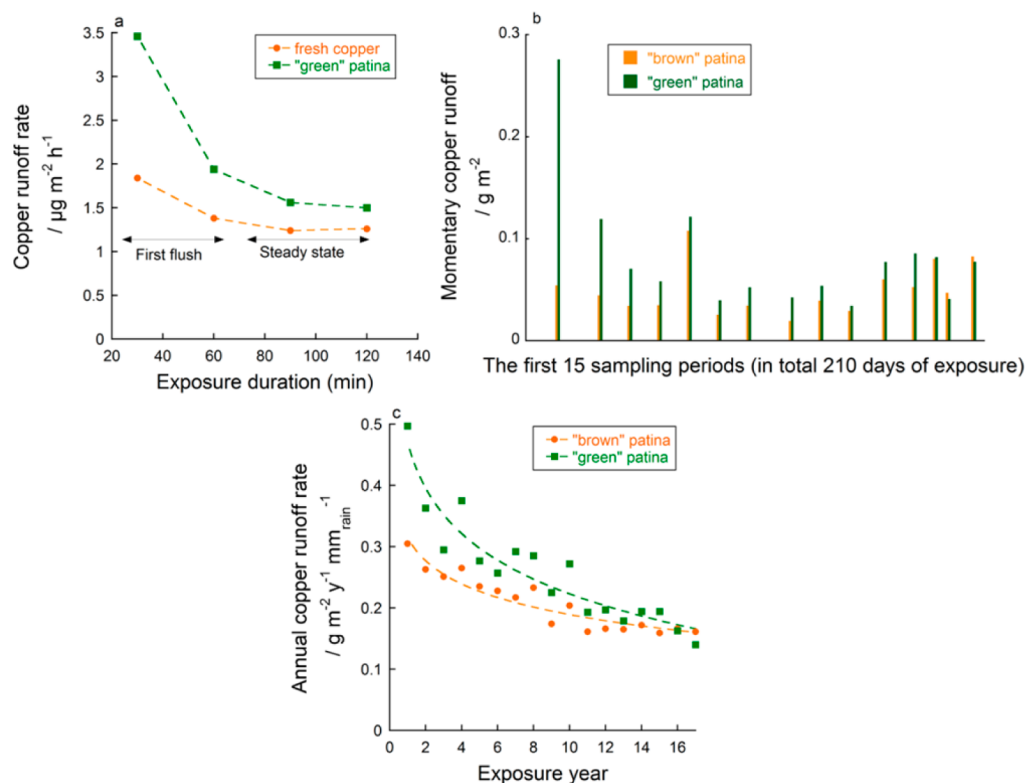 a
fresh copper
"green" patina
Copper runoff rate
/ µg m⁻² h⁻¹
3.5
3
2.5
2
1.5
1
0.5
0
First flush
Steady state
20 40 60 80 100 120 140
Exposure duration (min)
b
"brown" patina
"green" patina
Momentary copper runoff
/ g m⁻²
0.3
0.2
0.1
0
The first 15 sampling periods (in total 210 days of exposure)
c
"brown" patina
"green" patina
Annual copper runoff rate
/ g m⁻² y⁻¹ mm_rain⁻¹
0.5
0.4
0.3
0.2
0.1
0
0 2 4 6 8 10 12 14 16
Exposure year